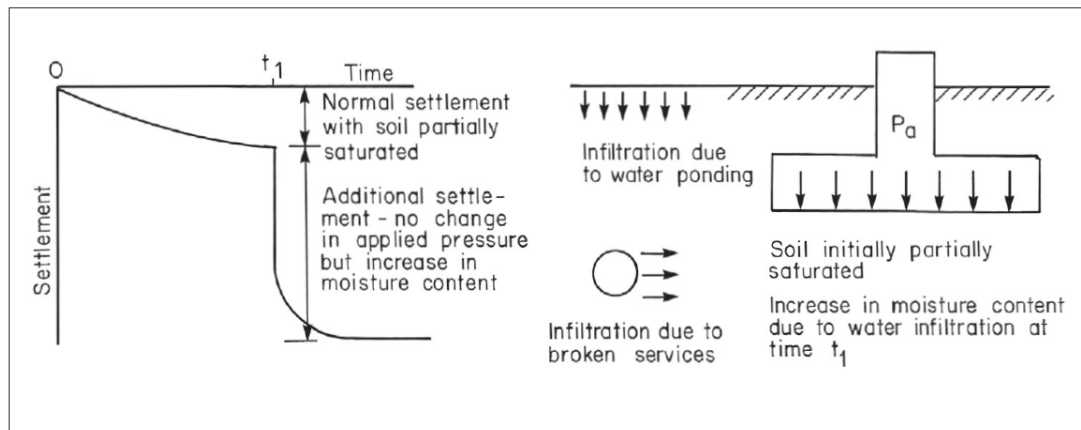 O
t1
Time
Normal settlement
with soil partially
saturated
Additional settle-
ment - no change
in applied pressure
but increase in
moisture content
Settlement
Infiltration due
to water ponding
Infiltration due to
broken services
Pa
Soil initially partially
saturated
Increase in moisture content
due to water infiltration at
time t1